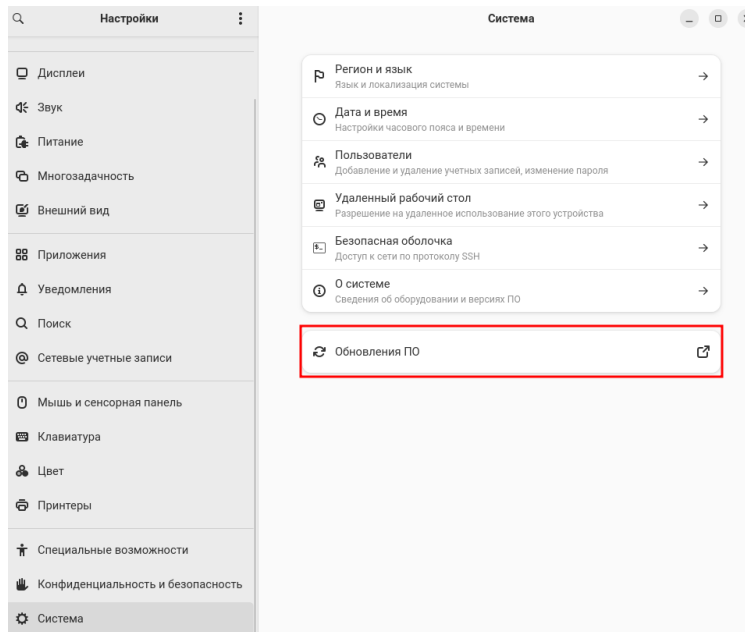 Настройки
Дисплеи
Звук
Питание
Многозадачность
Внешний вид
Приложения
Уведомления
Поиск
Сетевые учетные записи
Мышь и сенсорная панель
Клавиатура
Цвет
Принтеры
Специальные возможности
Конфиденциальность и безопасность
Система
Система
Регион и язык
Язык и локализация системы
Дата и время
Настройки часового пояса и времени
Пользователи
Добавление и удаление учетных записей, изменение пароля
Удаленный рабочий стол
Разрешение на удаленное использование этого устройства
Безопасная оболочка
Доступ к сети по протоколу SSH
О системе
Сведения об оборудовании и версиях ПО
Обновления ПО